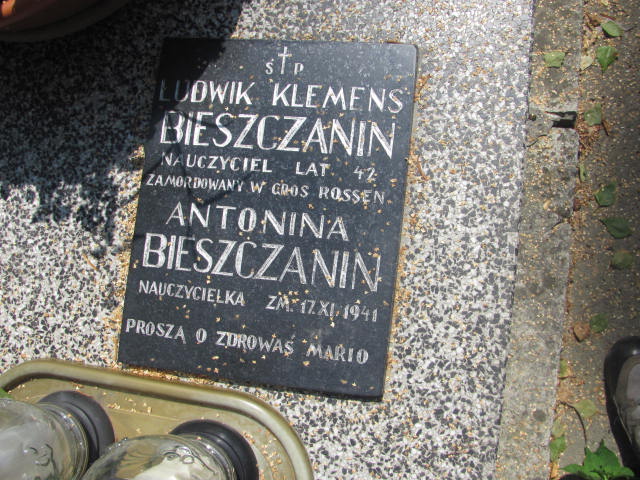 S † P
LUDWIK KLEMENS
BIESZCZANIN
NAUCZYCIEL LAT 42
ZAMORDOWANY W GROS ROSSEN
ANTONINA
BIESZCZANIN
NAUCZYCIELKA ZM. 17.XI.1941
PROSZĄ O ZDROWAŚ MARIO